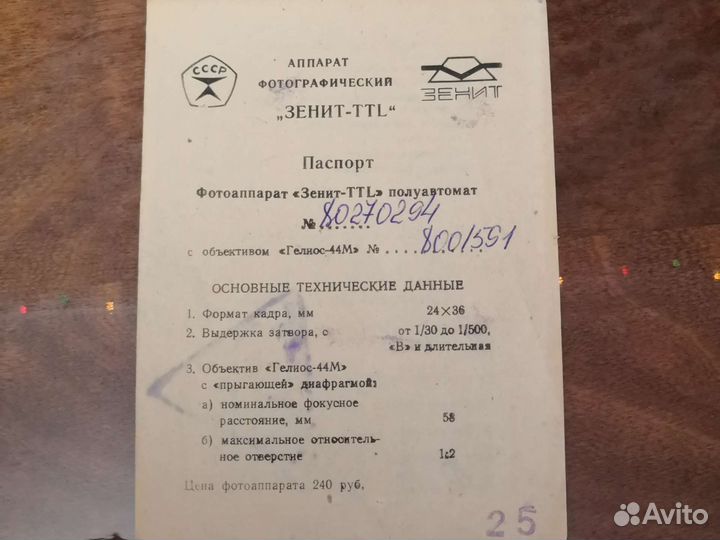 СССР
АППАРАТ
ФОТОГРАФИЧЕСКИЙ
„ЗЕНИТ-TTL“
ЗЕНИТ
Паспорт
Фотоаппарат «Зенит-TTL» полуавтомат
№ 80270294
с объективом «Гелиос-44М» № 8001551
ОСНОВНЫЕ ТЕХНИЧЕСКИЕ ДАННЫЕ
1. Формат кадра, мм 24×36
2. Выдержка затвора, с от 1/30 до 1/500,
«В» и длительная
3. Объектив «Гелиос-44М»
с «прыгающей» диафрагмой:
а) номинальное фокусное
расстояние, мм 58
б) максимальное относитель-
ное отверстие 1:2
Цена фотоаппарата 240 руб.
25
Avito